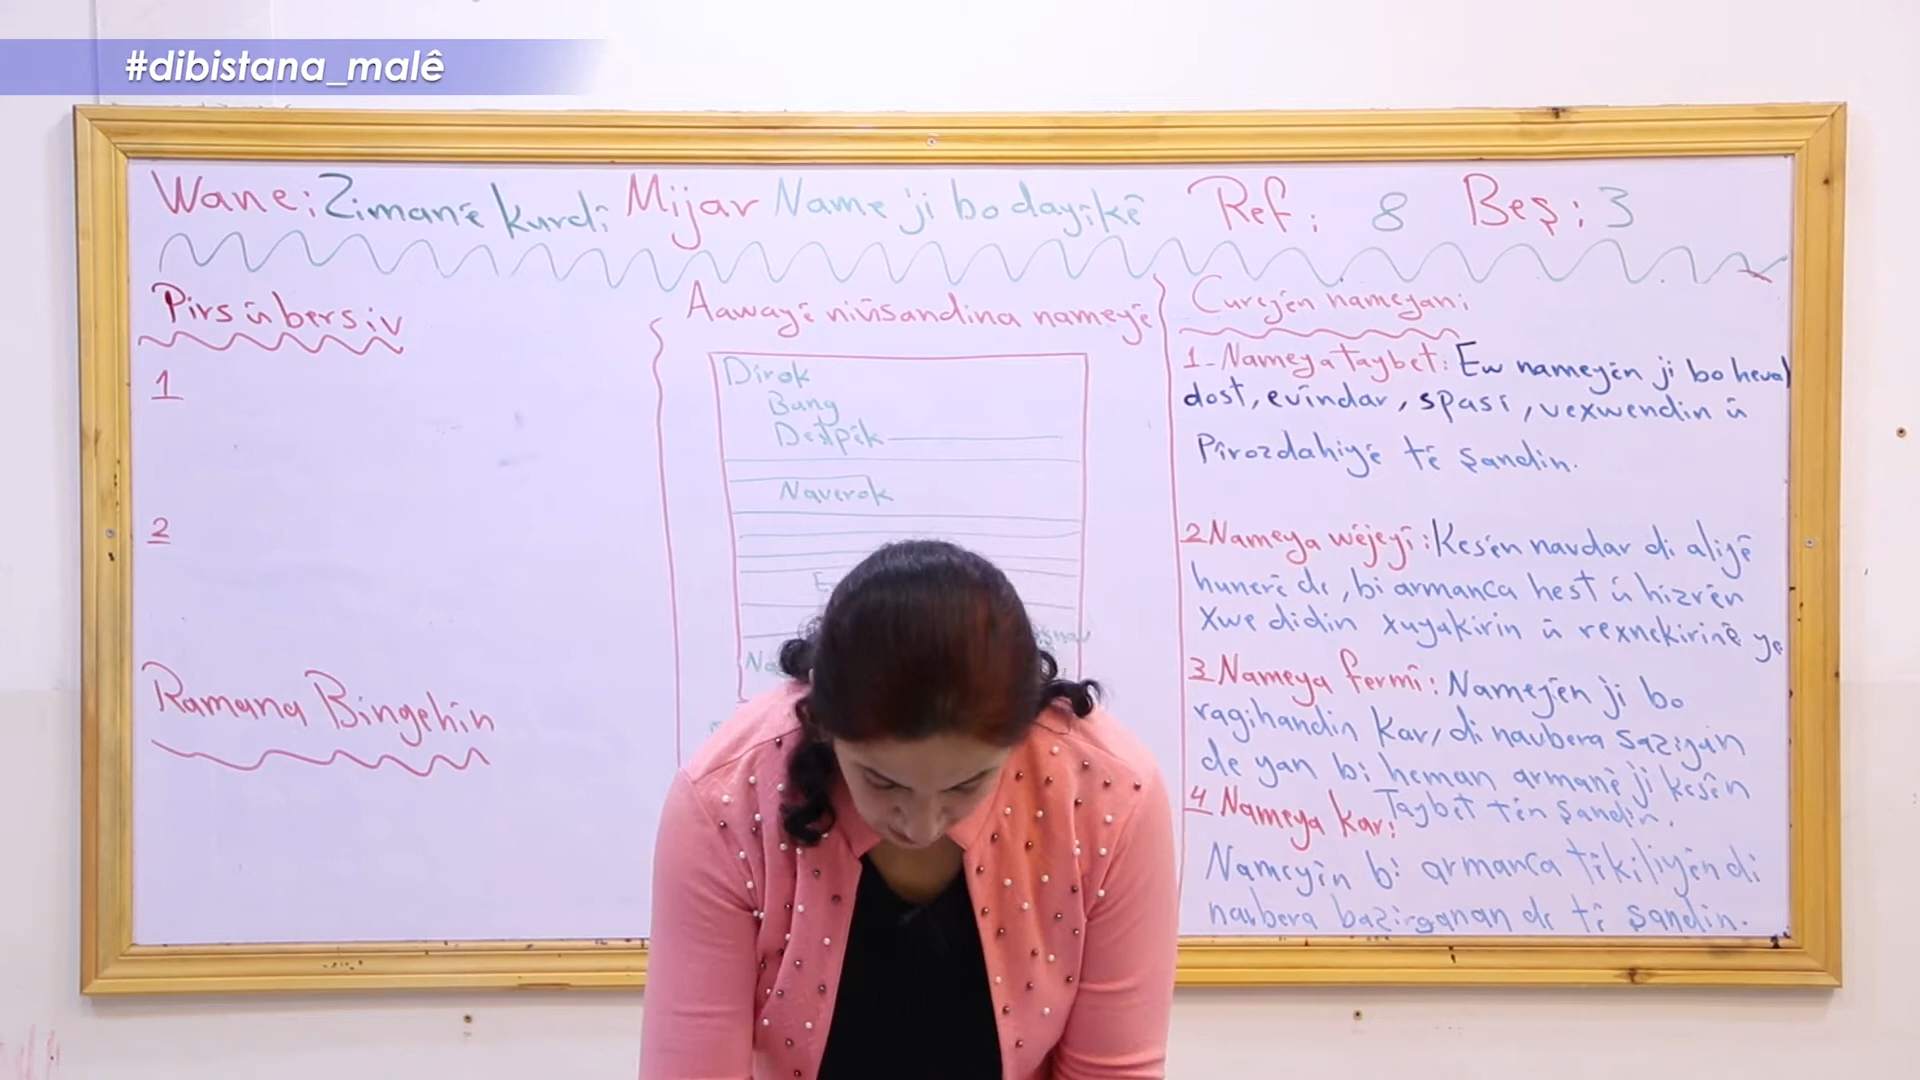 #dibistana_malê
Wane: Zimanê kurdî Mijar Name ji bo dayîkê Ref: 8 Beş: 3
Pirs û bersiv
1
2
Ramana Bingehîn
Aawayê nivîsandina nameyê
Dîrok
Bang
Destpêk
Naverok
Cureyên nameyan:
1- Nameya taybet: Ew nameyên ji bo heval
dost, evîndar, spasî, vexwendin û
Pîrozdahiyê tê şandin.
2 Nameya wêjeyî: Kesên navdar di aliyê
hunerê de, bi armanca hest û hizrên
xwe didin xuyakirin û rexnekirinê ye
3 Nameya fermî: Nameyên ji bo
ragihandin kar, di navbera saziyan
de yan bi heman armanê ji kesên
Taybet tên şandin.
4 Nameya kar:
Nameyên bi armanca têkiliyên di
navbera bazirganan de tê şandin.